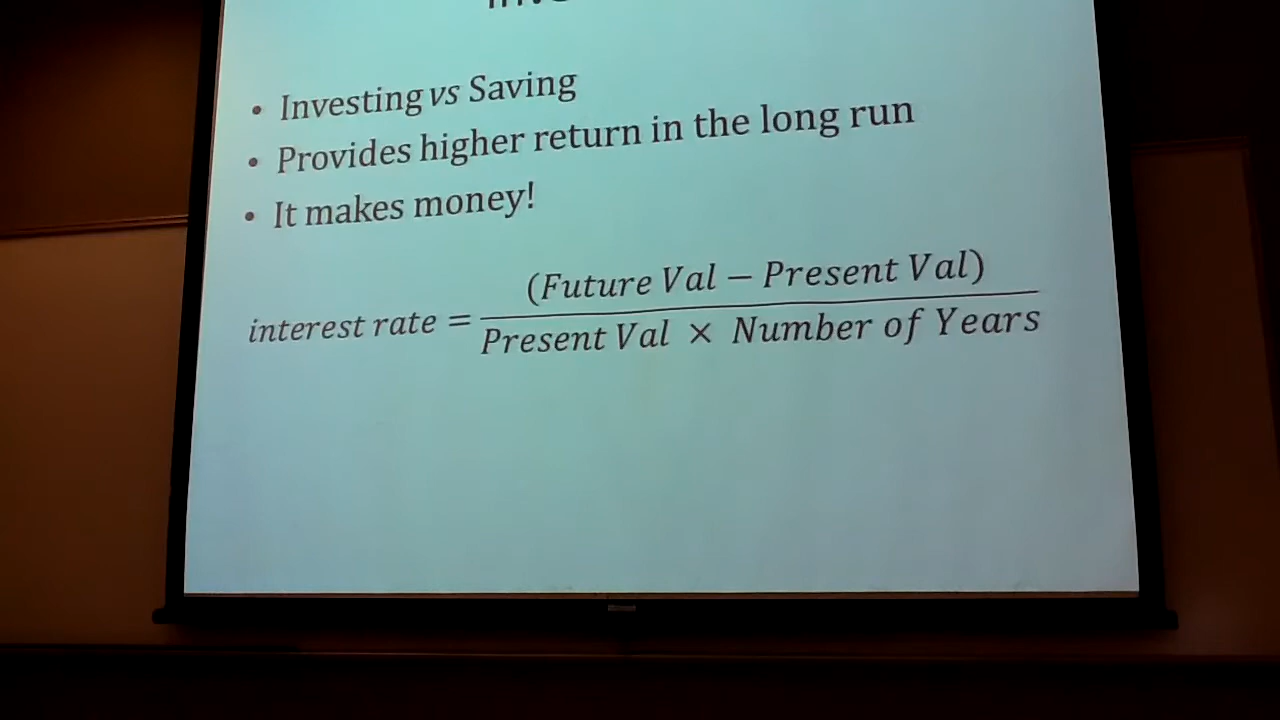 • Investing vs Saving
• Provides higher return in the long run
• It makes money!
interest rate = (Future Val − Present Val) / Present Val × Number of Years